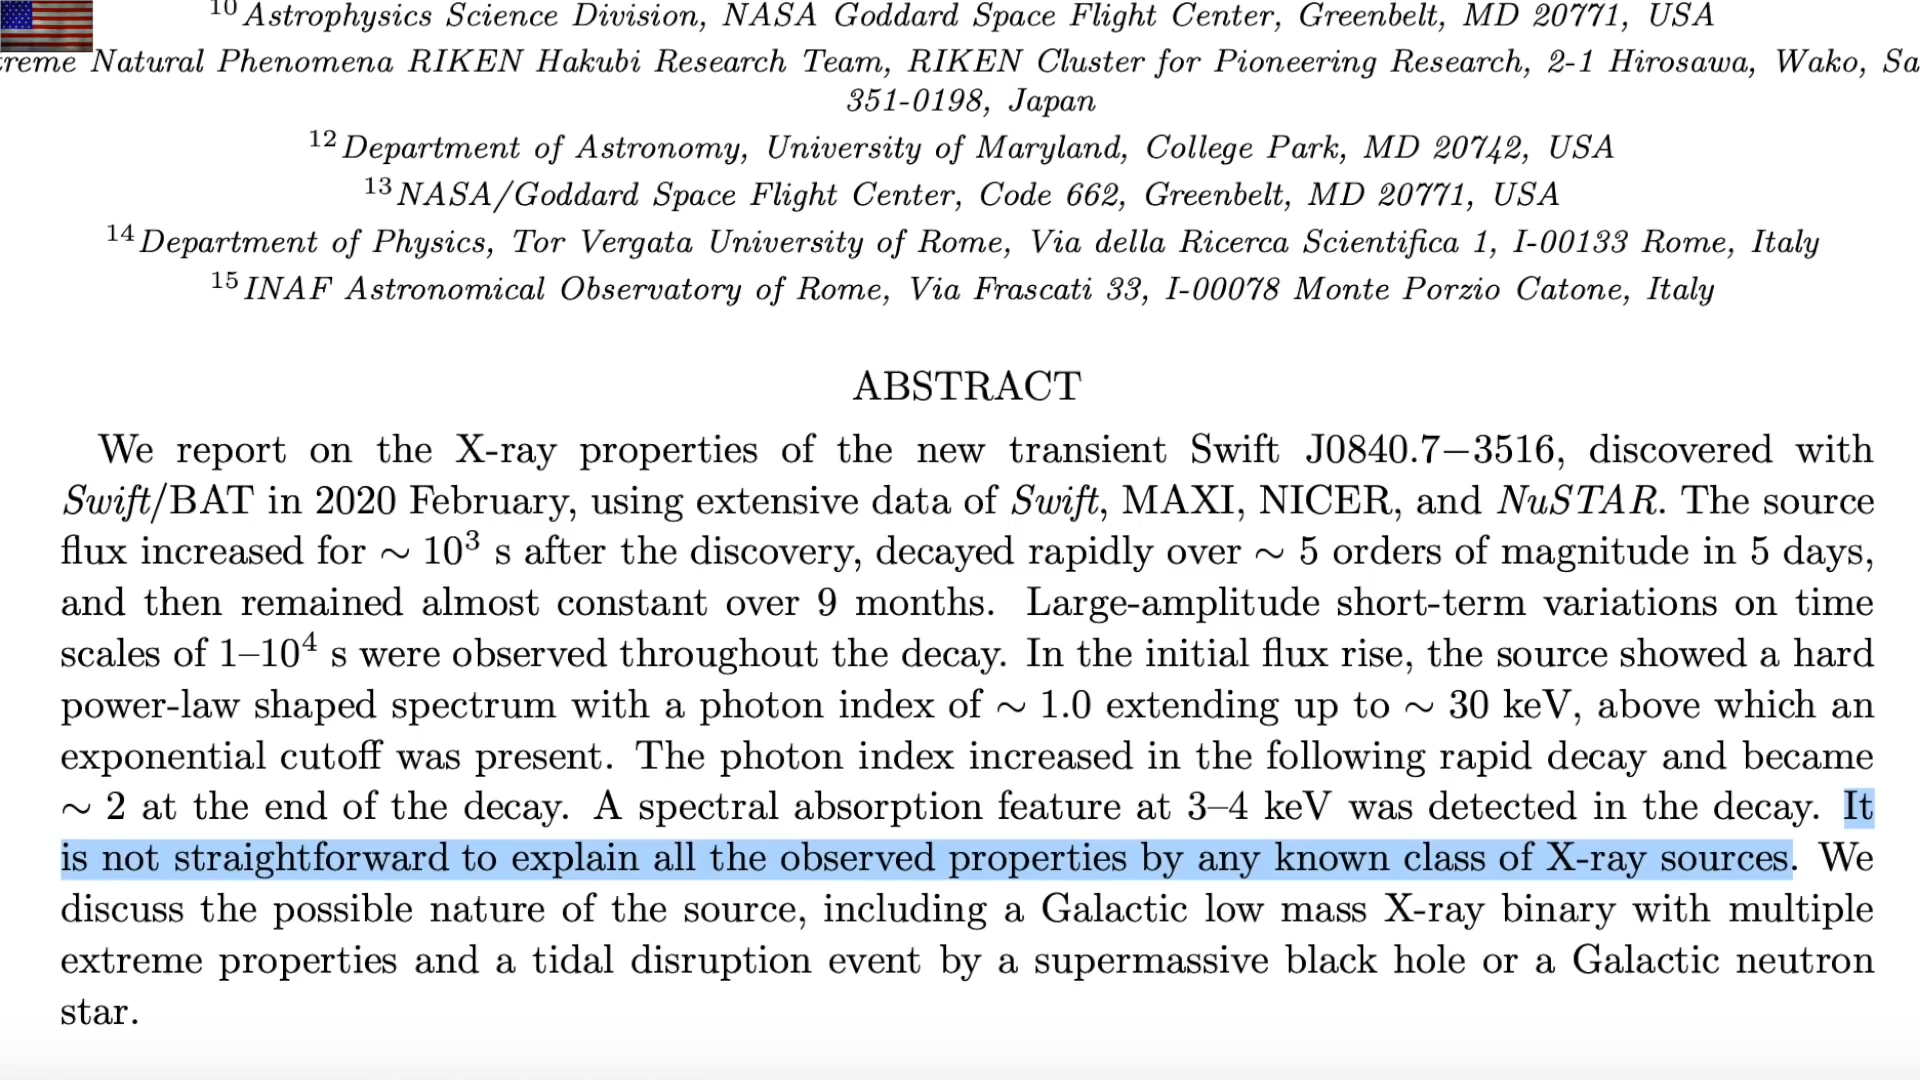 10 Astrophysics Science Division, NASA Goddard Space Flight Center, Greenbelt, MD 20771, USA
Natural Phenomena RIKEN Hakubi Research Team, RIKEN Cluster for Pioneering Research, 2-1 Hirosawa, Wako,
351-0198, Japan
12 Department of Astronomy, University of Maryland, College Park, MD 20742, USA
13 NASA/Goddard Space Flight Center, Code 662, Greenbelt, MD 20771, USA
14 Department of Physics, Tor Vergata University of Rome, Via della Ricerca Scientifica 1, I-00133 Rome, Italy
15 INAF Astronomical Observatory of Rome, Via Frascati 33, I-00078 Monte Porzio Catone, Italy
ABSTRACT
We report on the X-ray properties of the new transient Swift J0840.7−3516, discovered with
Swift/BAT in 2020 February, using extensive data of Swift, MAXI, NICER, and NuSTAR. The source
flux increased for ∼ 10³ s after the discovery, decayed rapidly over ∼ 5 orders of magnitude in 5 days,
and then remained almost constant over 9 months. Large-amplitude short-term variations on time
scales of 1–10⁴ s were observed throughout the decay. In the initial flux rise, the source showed a hard
power-law shaped spectrum with a photon index of ∼ 1.0 extending up to ∼ 30 keV, above which an
exponential cutoff was present. The photon index increased in the following rapid decay and became
∼ 2 at the end of the decay. A spectral absorption feature at 3–4 keV was detected in the decay. It
is not straightforward to explain all the observed properties by any known class of X-ray sources. We
discuss the possible nature of the source, including a Galactic low mass X-ray binary with multiple
extreme properties and a tidal disruption event by a supermassive black hole or a Galactic neutron
star.